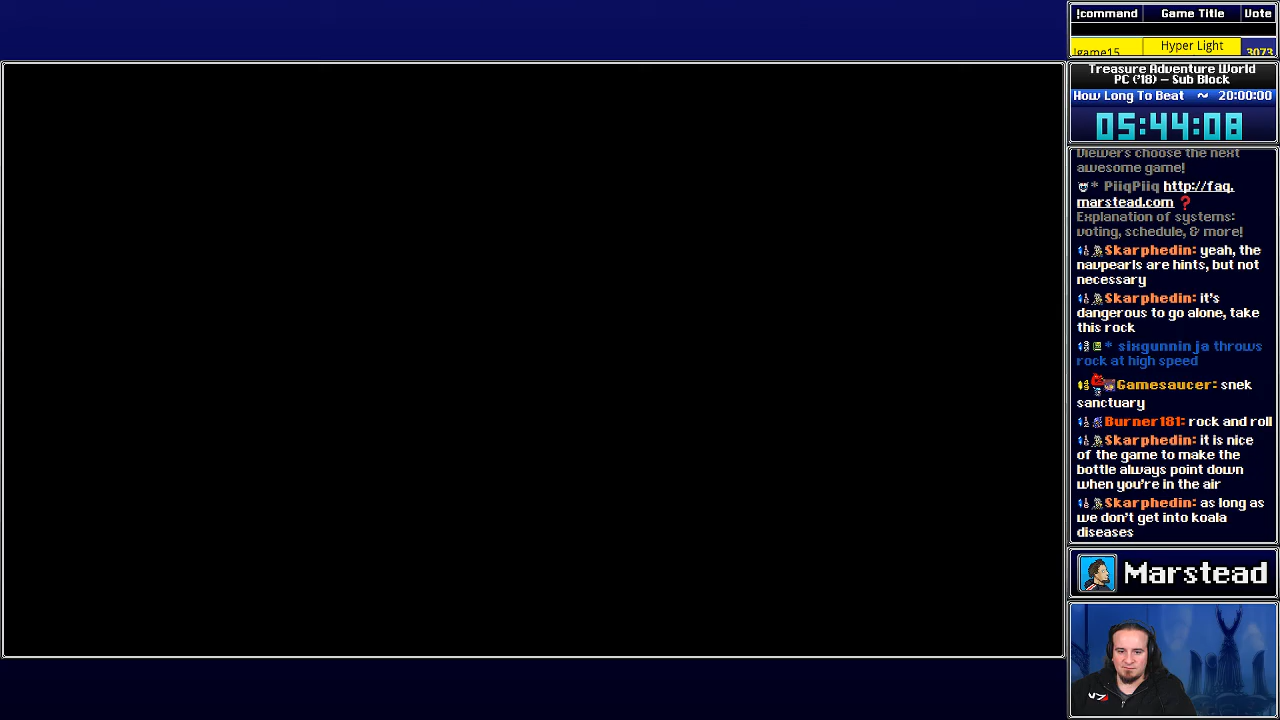 !command Game Title Vote
!game15 Hyper Light 3073
Treasure Adventure World
PC ('18) – Sub Block
How Long To Beat ~ 20:00:00
05:44:08
Viewers choose the next
awesome game!
* PiiqPiiq http://faq.
marstead.com ❓
Explanation of systems:
voting, schedule, & more!
Skarphedin: yeah, the
navpearls are hints, but not
necessary
Skarphedin: it's
dangerous to go alone, take
this rock
* sixgunninja throws
rock at high speed
Gamesaucer: snek
sanctuary
Burner181: rock and roll
Skarphedin: it is nice
of the game to make the
bottle always point down
when you're in the air
Skarphedin: as long as
we don't get into koala
diseases
Marstead